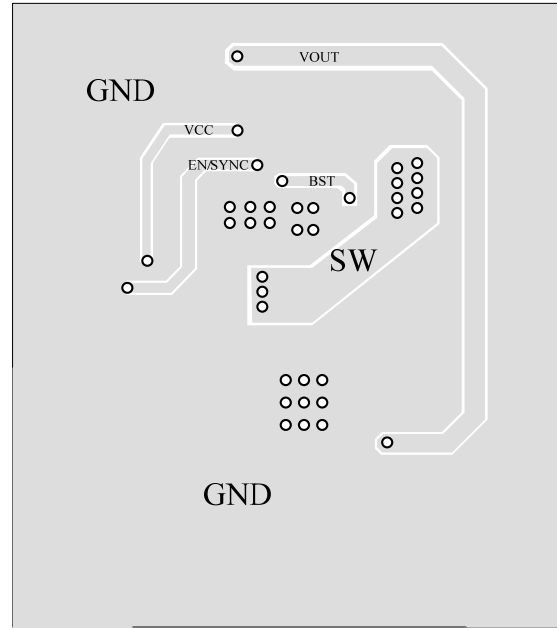 VOUT
GND
VCC
EN/SYNC
BST
SW
GND